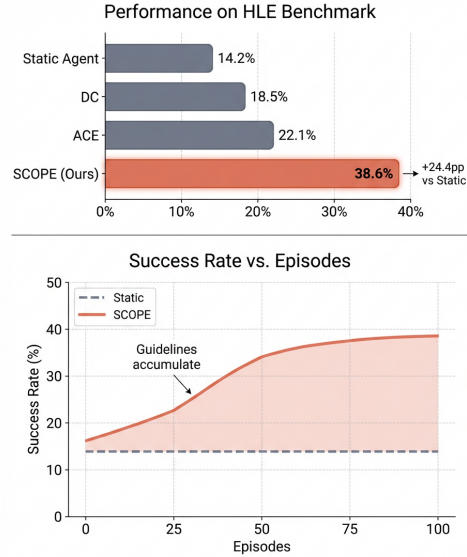 Performance on HLE Benchmark
Static Agent
14.2%
DC
18.5%
ACE
22.1%
SCOPE (Ours)
38.6%
+24.4pp
vs Static
0% 10% 20% 30% 40%
Success Rate vs. Episodes
Static
SCOPE
Guidelines
accumulate
Success Rate (%)
50
40
30
20
10
0
0 25 50 75 100
Episodes